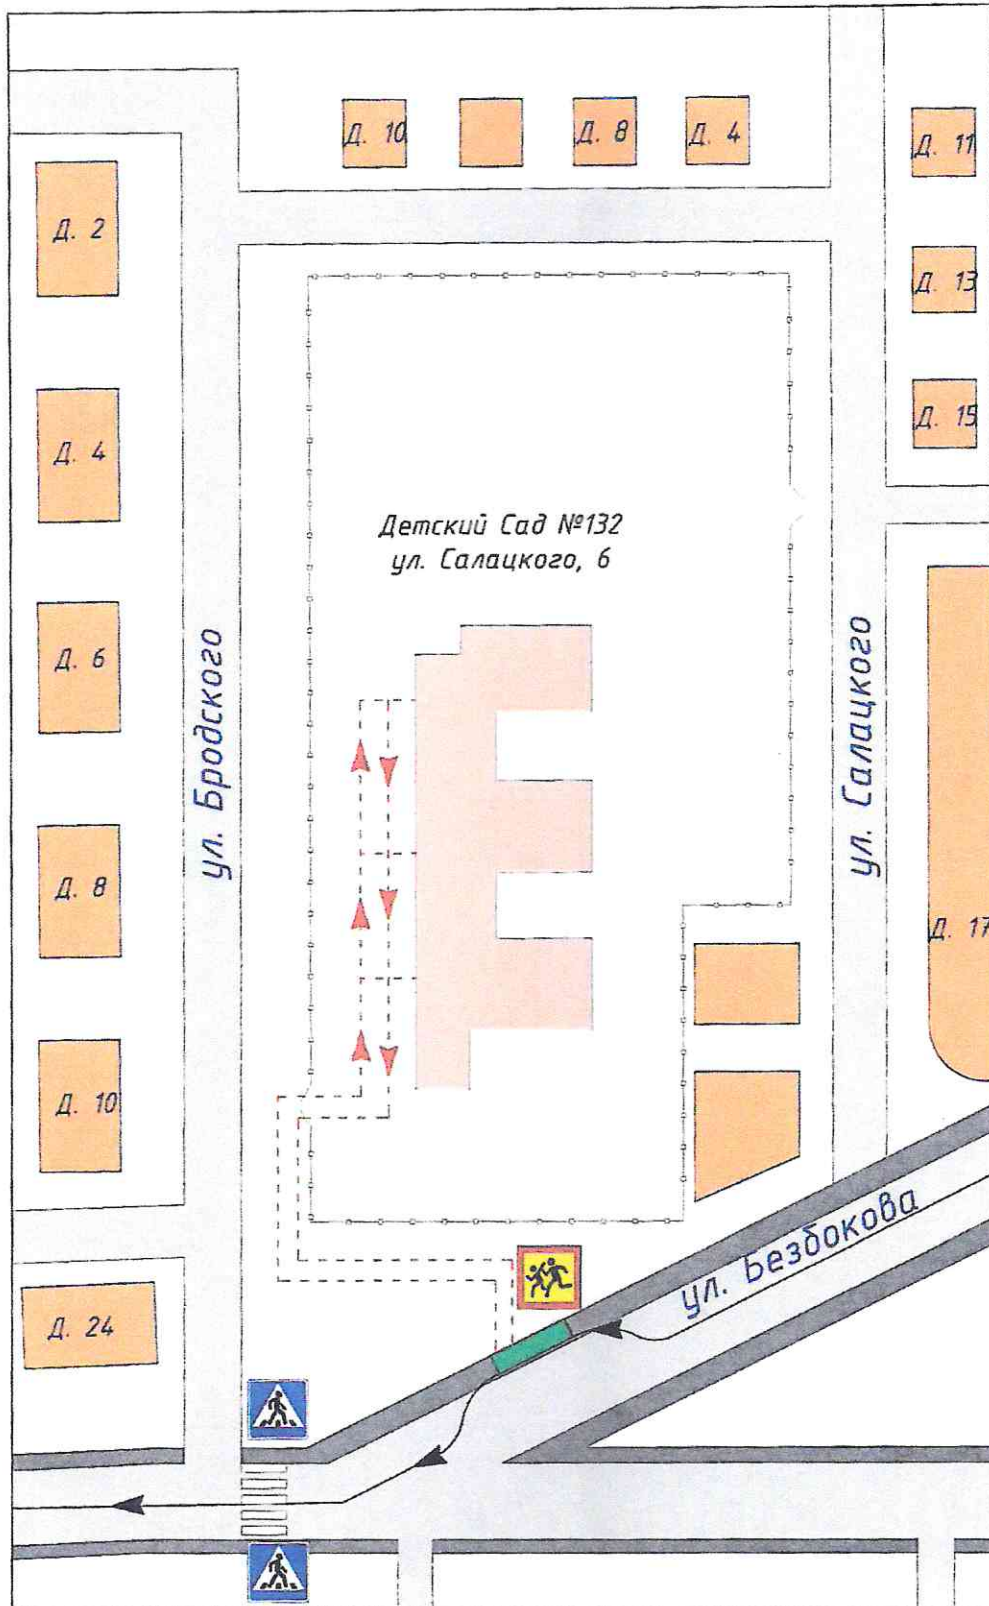 Д. 10
Д. 8
Д. 4
Д. 11
Д. 2
Д. 13
Д. 15
Д. 4
Детский Сад №132
ул. Салацкого, 6
Д. 6
ул. Бродского
ул. Салацкого
Д. 8
Д. 17
Д. 10
ул. Безбокова
Д. 24